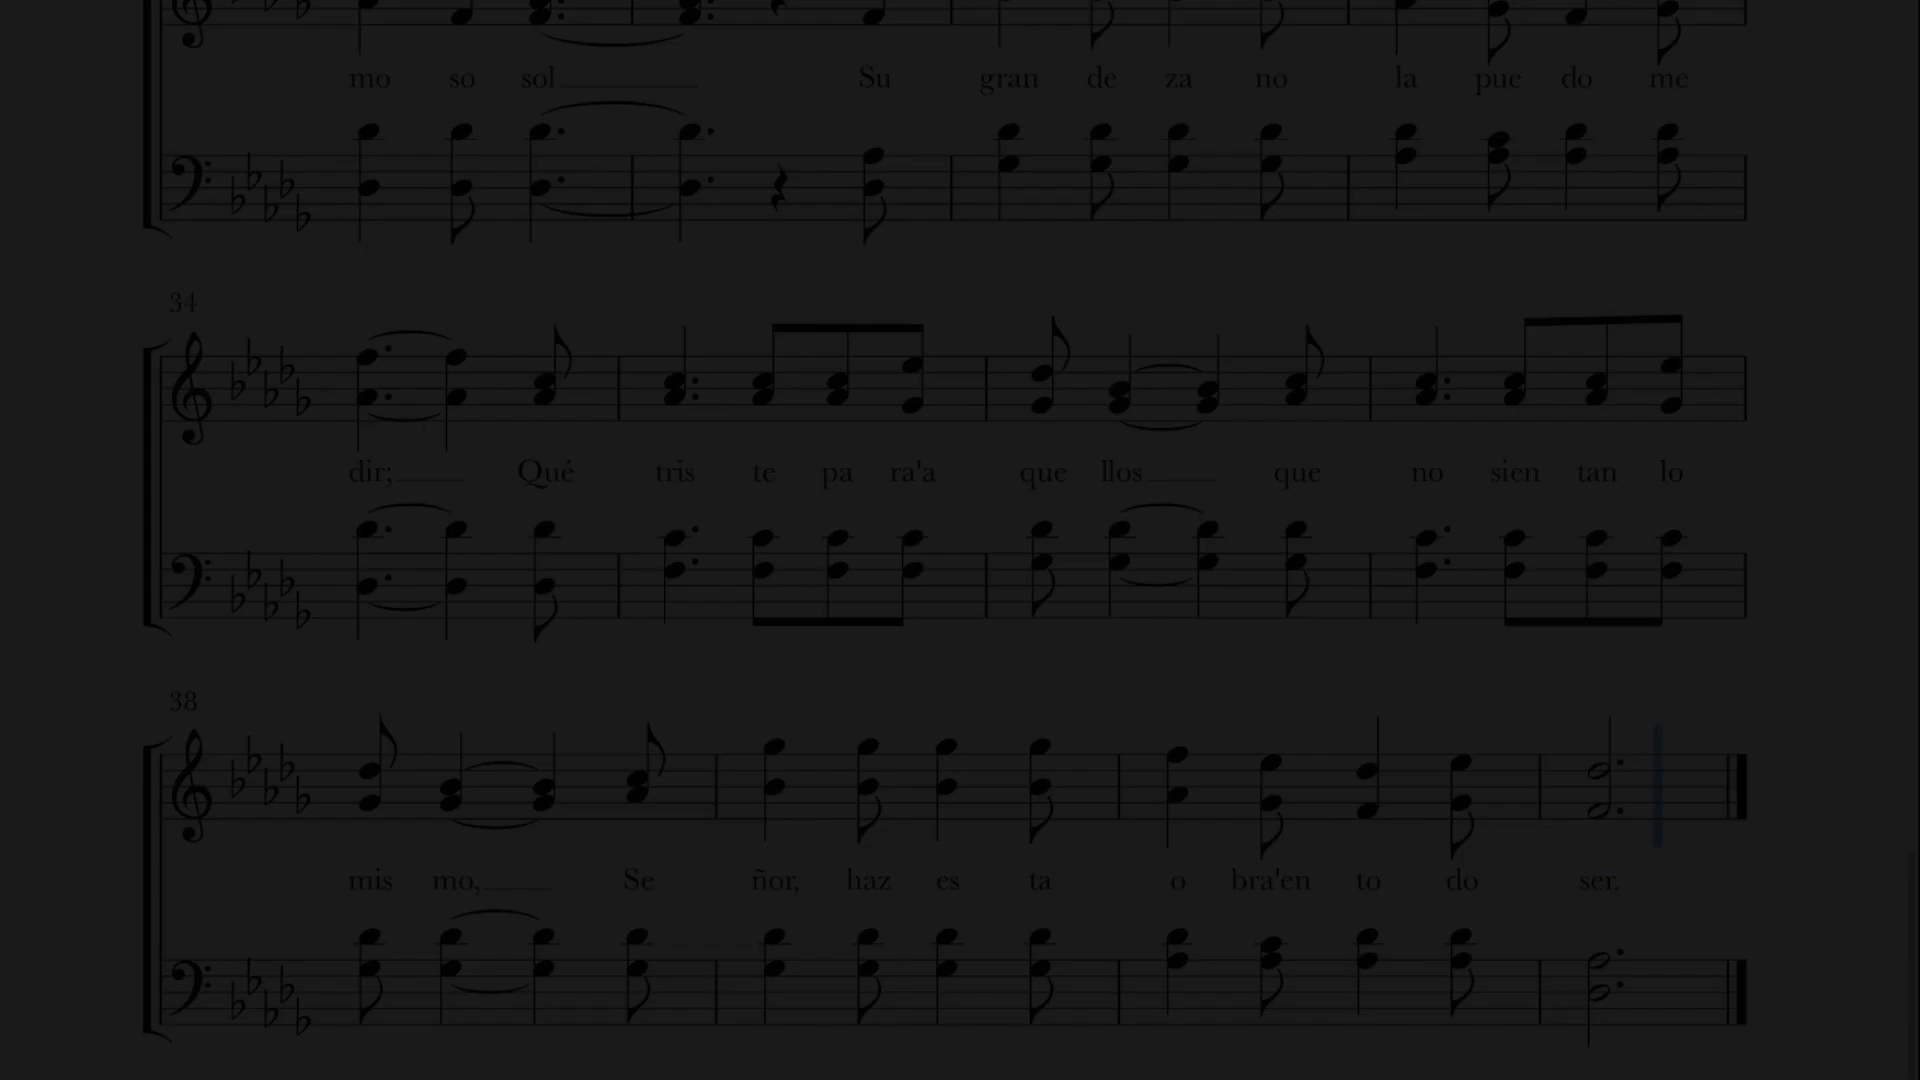 mo so sol Su gran de za no la pue do me
34
dir; Qué tris te pa ra'a que llos que no sien tan lo
38
mis mo, Se ñor, haz es ta o bra'en to do ser.